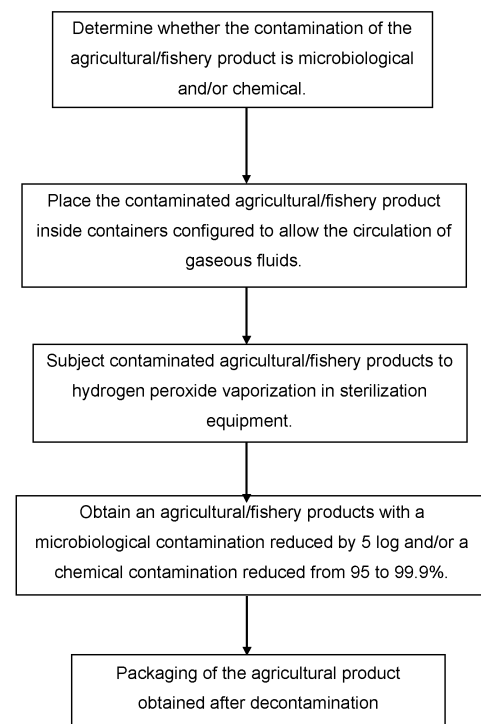 Determine whether the contamination of the
agricultural/fishery product is microbiological
and/or chemical.
Place the contaminated agricultural/fishery product
inside containers configured to allow the circulation of
gaseous fluids.
Subject contaminated agricultural/fishery products to
hydrogen peroxide vaporization in sterilization
equipment.
Obtain an agricultural/fishery products with a
microbiological contamination reduced by 5 log and/or a
chemical contamination reduced from 95 to 99.9%.
Packaging of the agricultural product
obtained after decontamination